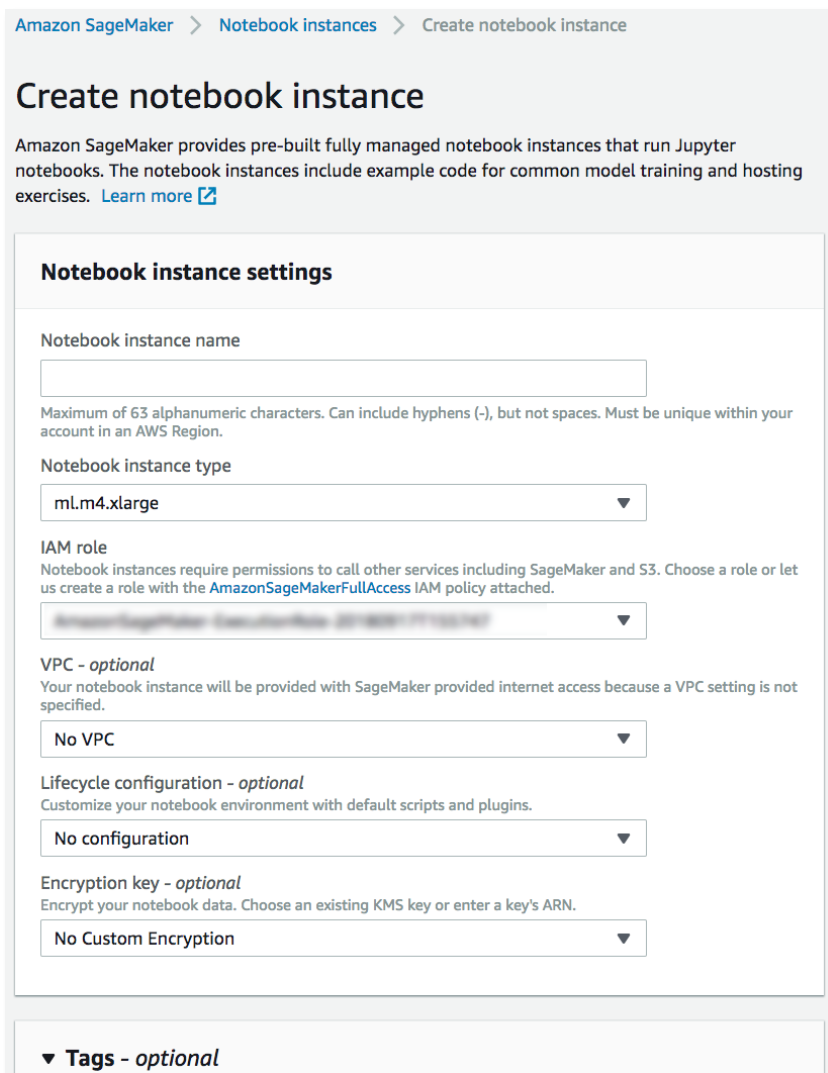 Amazon SageMaker > Notebook instances > Create notebook instance
Create notebook instance
Amazon SageMaker provides pre-built fully managed notebook instances that run Jupyter
notebooks. The notebook instances include example code for common model training and hosting
exercises. Learn more
Notebook instance settings
Notebook instance name
Maximum of 63 alphanumeric characters. Can include hyphens (-), but not spaces. Must be unique within your
account in an AWS Region.
Notebook instance type
ml.m4.xlarge
IAM role
Notebook instances require permissions to call other services including SageMaker and S3. Choose a role or let
us create a role with the AmazonSageMakerFullAccess IAM policy attached.
VPC - optional
Your notebook instance will be provided with SageMaker provided internet access because a VPC setting is not
specified.
No VPC
Lifecycle configuration - optional
Customize your notebook environment with default scripts and plugins.
No configuration
Encryption key - optional
Encrypt your notebook data. Choose an existing KMS key or enter a key's ARN.
No Custom Encryption
Tags - optional